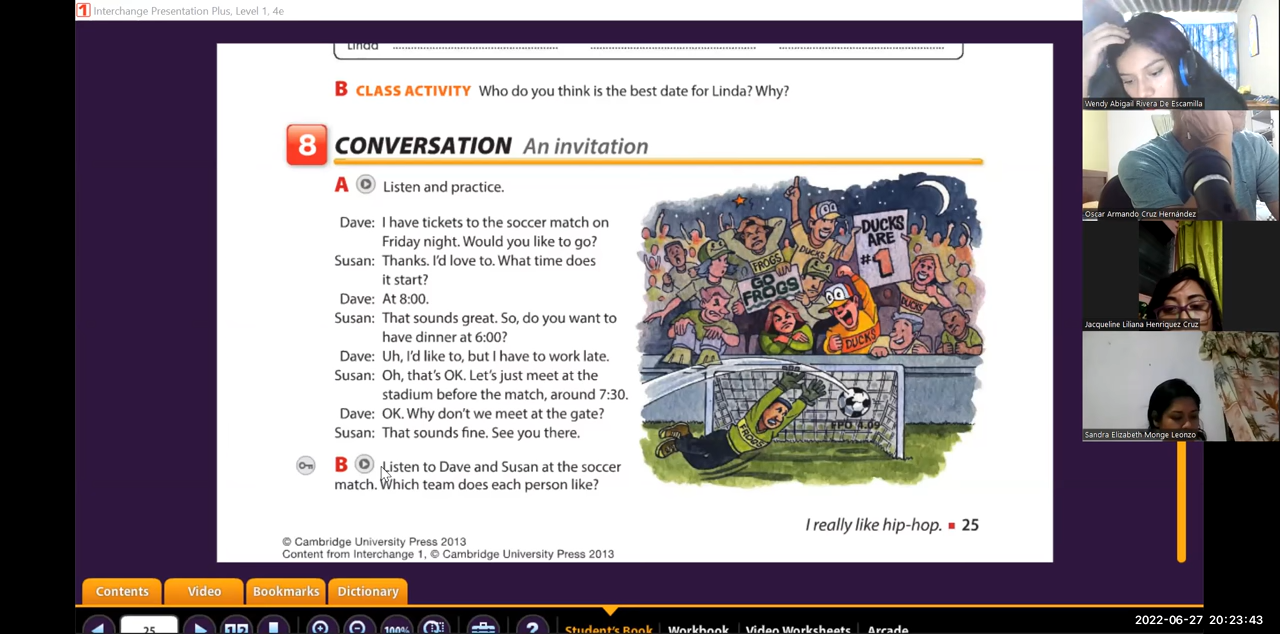 Interchange Presentation Plus, Level 1, 4e
Linda
B CLASS ACTIVITY Who do you think is the best date for Linda? Why?
8 CONVERSATION An invitation
A Listen and practice.
Dave: I have tickets to the soccer match on
Friday night. Would you like to go?
Susan: Thanks. I'd love to. What time does
it start?
Dave: At 8:00.
Susan: That sounds great. So, do you want to
have dinner at 6:00?
Dave: Uh, I'd like to, but I have to work late.
Susan: Oh, that's OK. Let's just meet at the
stadium before the match, around 7:30.
Dave: OK. Why don't we meet at the gate?
Susan: That sounds fine. See you there.
B Listen to Dave and Susan at the soccer
match. Which team does each person like?
DUCKS
ARE
#1
DUCKS
FROGS
GO
FROGS
DUCKS
DUCKS
FROGS
I really like hip-hop. ▪ 25
© Cambridge University Press 2013
Content from Interchange 1, © Cambridge University Press 2013
Contents Video Bookmarks Dictionary
25 100% ? Student's Book Workbook Video Worksheets Arcade
Wendy Abigail Rivera De Escamilla
Oscar Armando Cruz Hernández
Jacqueline Liliana Henriquez Cruz
Sandra Elizabeth Monge Leonzo
2022-06-27 20:23:43